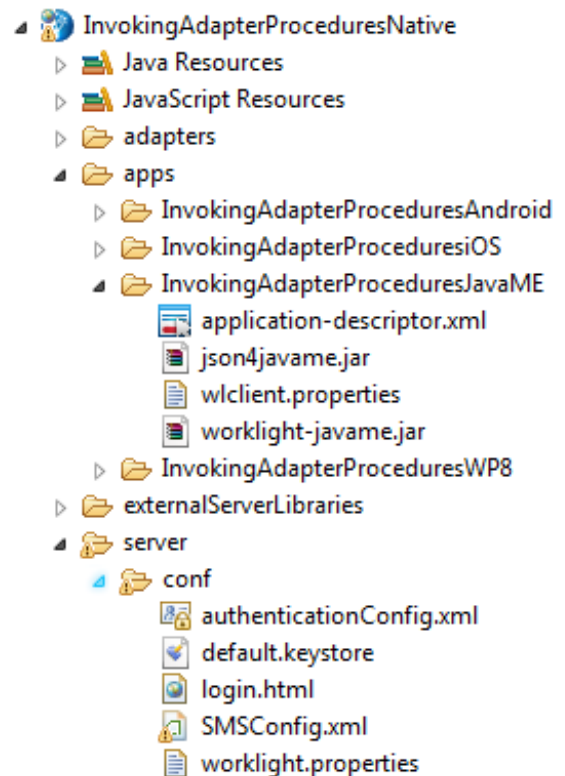 InvokingAdapterProceduresNative
Java Resources
JavaScript Resources
adapters
apps
InvokingAdapterProceduresAndroid
InvokingAdapterProceduresiOS
InvokingAdapterProceduresJavaME
application-descriptor.xml
json4javame.jar
wlclient.properties
worklight-javame.jar
InvokingAdapterProceduresWP8
externalServerLibraries
server
conf
authenticationConfig.xml
default.keystore
login.html
SMSConfig.xml
worklight.properties